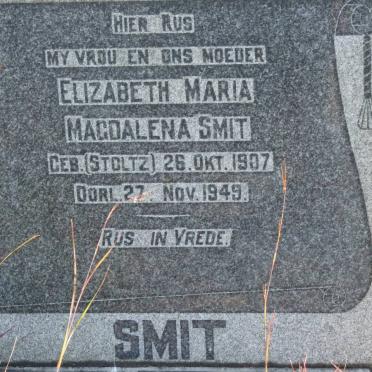 HIER RUS
MY VROU EN ONS MOEDER
ELIZABETH MARIA
MAGDALENA SMIT
GEB. (STOLTZ) 26. OKT. 1907
OORL. 27. NOV. 1949.
RUS IN VREDE.
SMIT